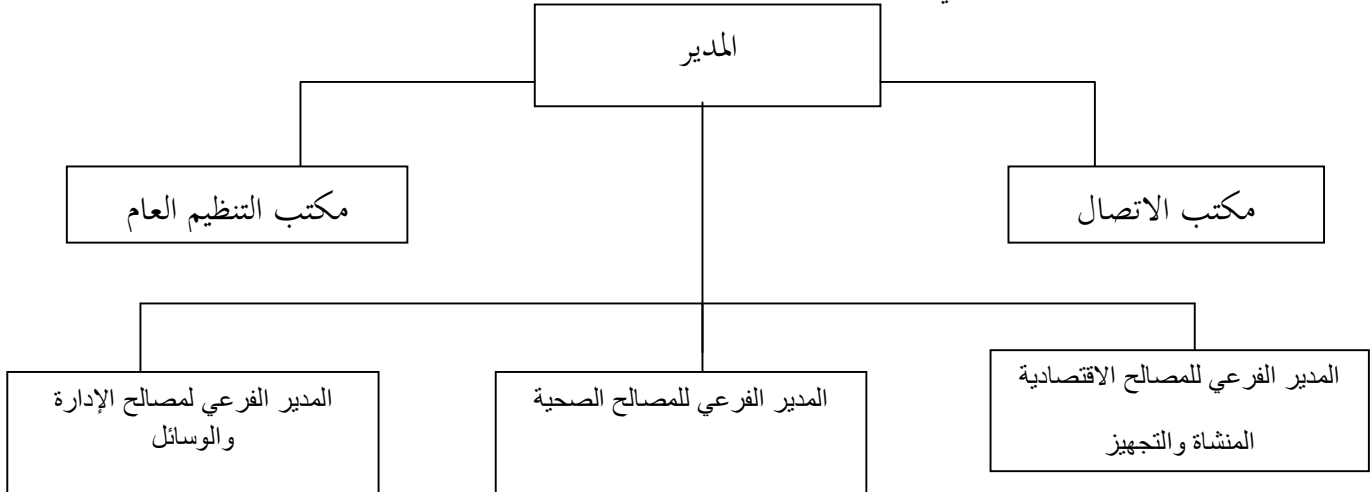 المدير
مكتب الاتصال
مكتب التنظيم العام
المدير الفرعي للمصالح الاقتصادية
المنشاة والتجهيز
المدير الفرعي للمصالح الصحية
المدير الفرعي لمصالح الإدارة
والوسائل